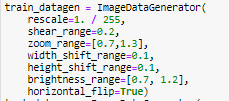 train_datagen = ImageDataGenerator(
    rescale=1. / 255,
    shear_range=0.2,
    zoom_range=[0.7,1.3],
    width_shift_range=0.1,
    height_shift_range=0.1,
    brightness_range=[0.7, 1.2],
    horizontal_flip=True)